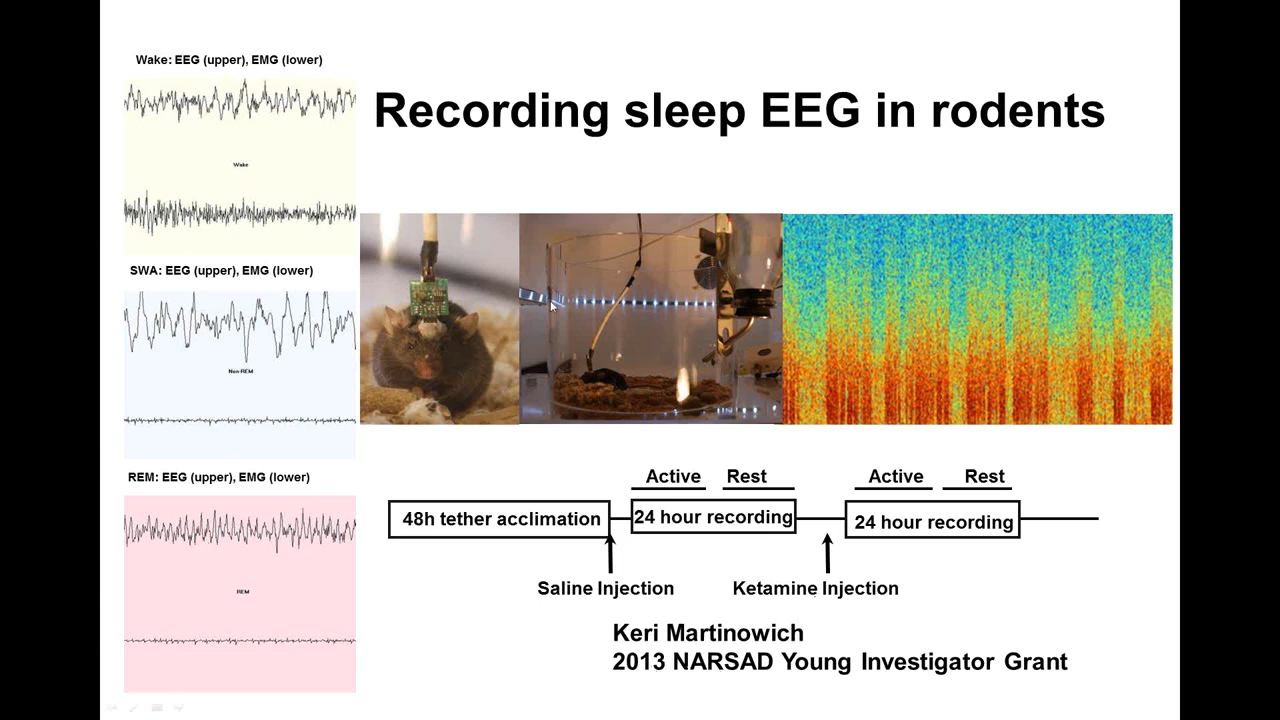 Wake: EEG (upper), EMG (lower)
Wake
SWA: EEG (upper), EMG (lower)
Non-REM
REM: EEG (upper), EMG (lower)
REM
Recording sleep EEG in rodents
Active Rest
Active Rest
48h tether acclimation
24 hour recording
24 hour recording
Saline Injection
Ketamine Injection
Keri Martinowich
2013 NARSAD Young Investigator Grant